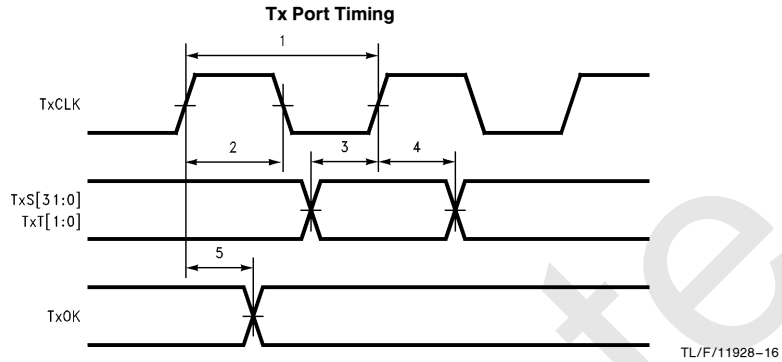 Tx Port Timing
1
TxCLK
2
3
4
TxS[31:0]
TxT[1:0]
5
TxOK
TL/F/11928–16